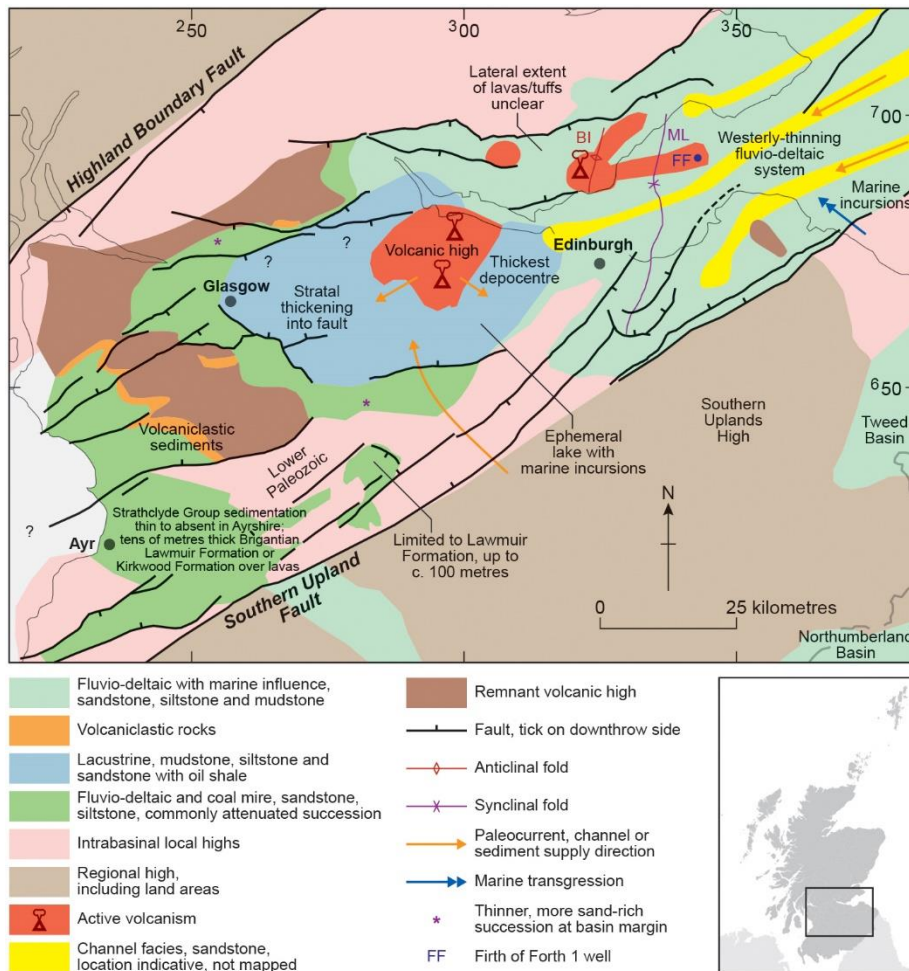 250
300
350
Highland Boundary Fault
Lateral extent
of lavas/tuffs
unclear
BI
ML
FF
700
Westerly-thinning
fluvio-deltaic
system
Marine
incursions
?
?
Volcanic high
Edinburgh
Thickest
depocentre
Glasgow
Stratal
thickening
into fault
650
Southern
Uplands
High
Tweed
Basin
Volcaniclastic
sediments
Ephemeral
lake with
marine incursions
Lower
Paleozoic
N
?
Strathclyde Group sedimentation
thin to absent in Ayrshire;
tens of metres thick Brigantian
Lawmuir Formation or
Kirkwood Formation over lavas
Ayr
Limited to Lawmuir
Formation, up to
c. 100 metres
Southern Upland
Fault
0
25 kilometres
Northumberland
Basin
Fluvio-deltaic with marine influence,
sandstone, siltstone and mudstone
Volcaniclastic rocks
Lacustrine, mudstone, siltstone and
sandstone with oil shale
Fluvio-deltaic and coal mire, sandstone,
siltstone, commonly attenuated succession
Intrabasinal local highs
Regional high,
including land areas
Active volcanism
Channel facies, sandstone,
location indicative, not mapped
Remnant volcanic high
Fault, tick on downthrow side
Anticlinal fold
Synclinal fold
Paleocurrent, channel or
sediment supply direction
Marine transgression
Thinner, more sand-rich
succession at basin margin
FF
Firth of Forth 1 well